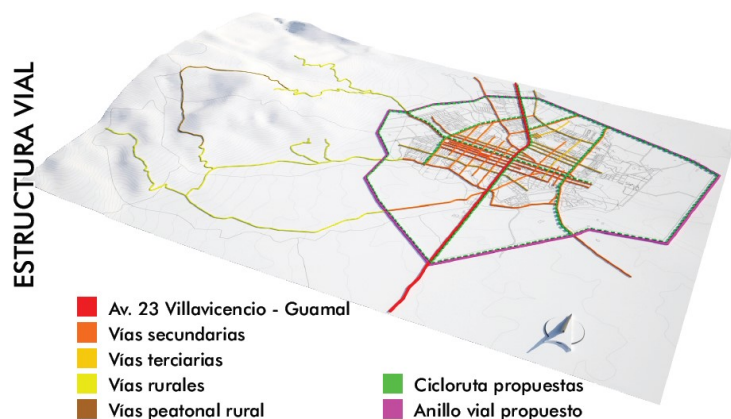 ESTRUCTURA VIAL
Av. 23 Villavicencio - Guamal
Vías secundarias
Vías terciarias
Vías rurales
Vías peatonal rural
Cicloruta propuestas
Anillo vial propuesto